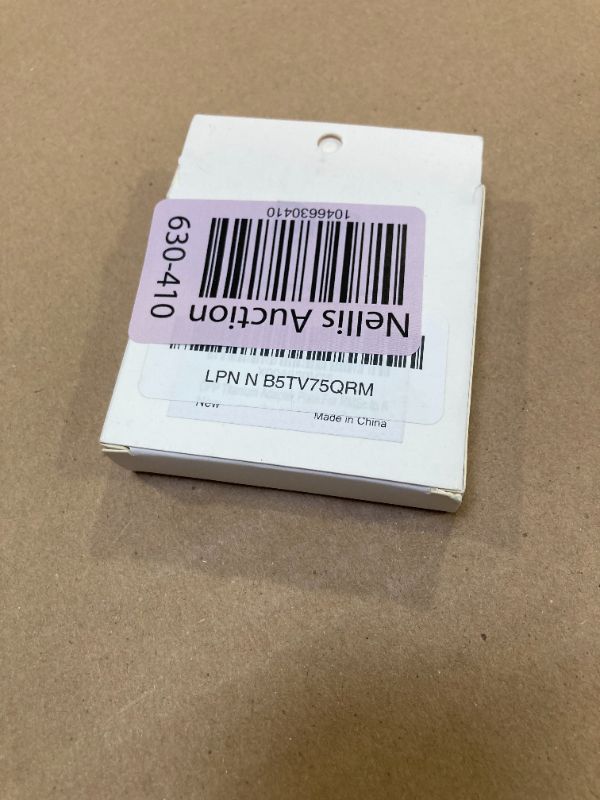 1046630410
Nellis Auction
630-410
LPN N B5TV75QRM
New
Made in China